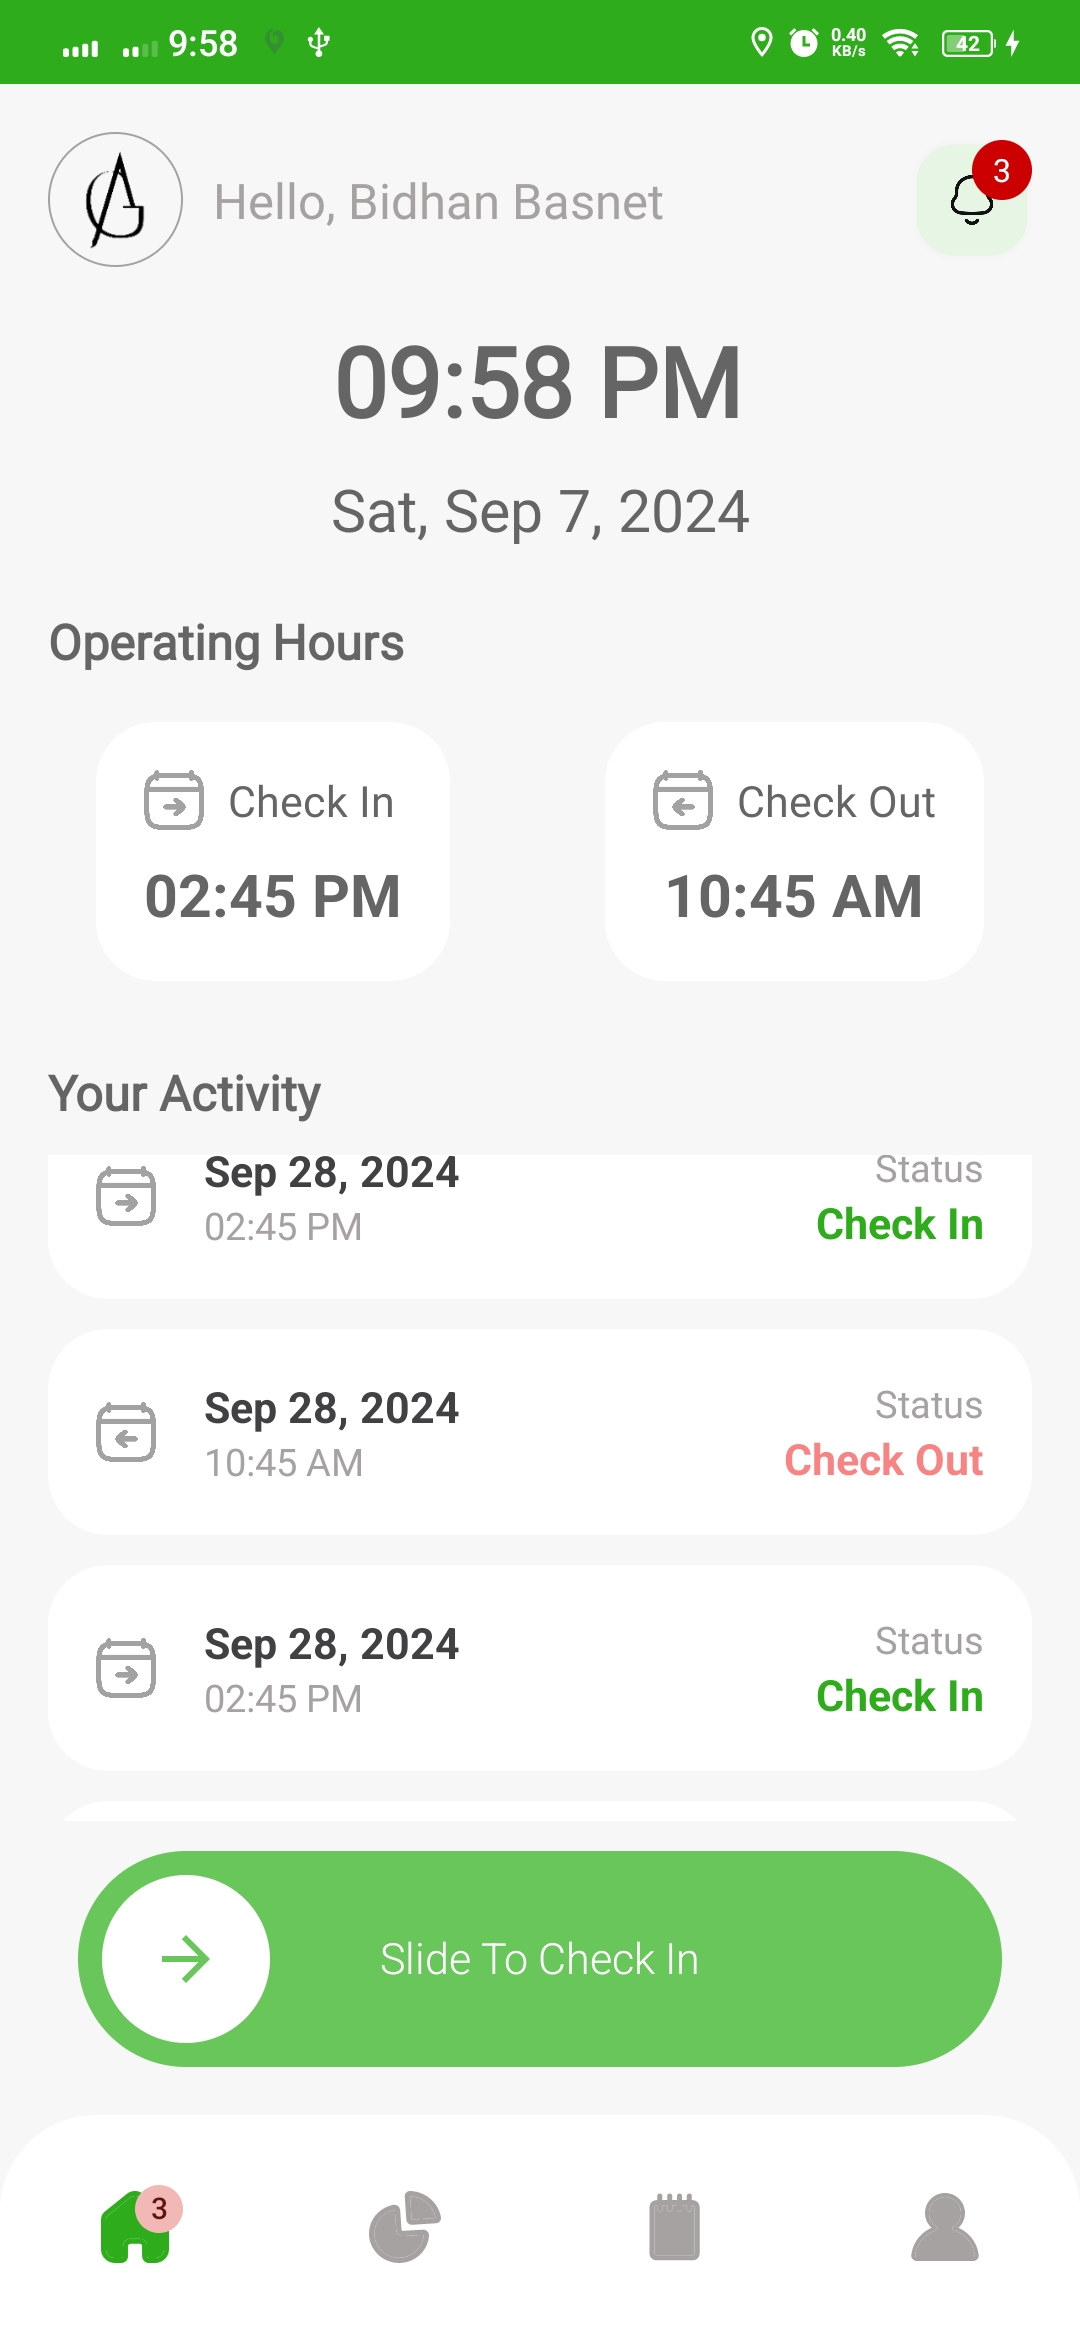 9:58
0.40
KB/s
42
Hello, Bidhan Basnet
3
09:58 PM
Sat, Sep 7, 2024
Operating Hours
Check In
02:45 PM
Check Out
10:45 AM
Your Activity
Sep 28, 2024
02:45 PM
Status
Check In
Sep 28, 2024
10:45 AM
Status
Check Out
Sep 28, 2024
02:45 PM
Status
Check In
Slide To Check In
3